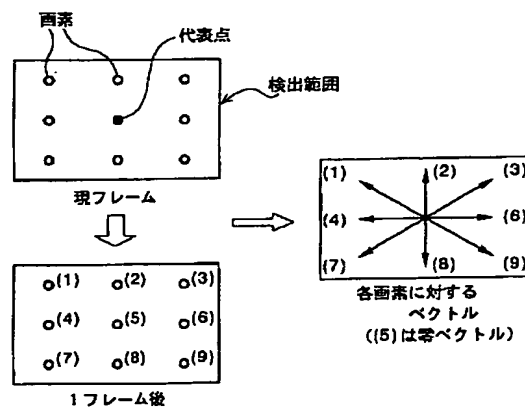 画素
代表点
検出範囲
現フレーム
(1) (2) (3)
(4) (5) (6)
(7) (8) (9)
1フレーム後
(1) (2) (3)
(4) (6)
(7) (8) (9)
各画素に対する
ベクトル
((5)は零ベクトル)